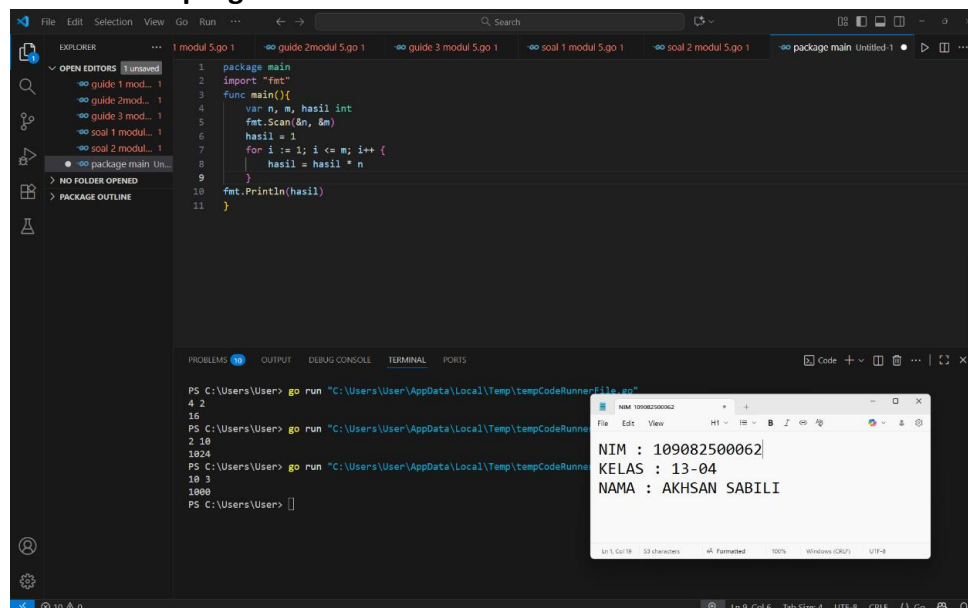 File Edit Selection View Go Run ··· Search
EXPLORER ··· 1 modul 5.go 1 guide 2modul 5.go 1 guide 3 modul 5.go 1 soal 1 modul 5.go 1 soal 2 modul 5.go 1 package main Untitled-1
OPEN EDITORS 1 unsaved
guide 1 mod... 1
guide 2mod... 1
guide 3 mod... 1
soal 1 modul... 1
soal 2 modul... 1
package main Un...
NO FOLDER OPENED
PACKAGE OUTLINE
1 package main
2 import "fmt"
3 func main(){
4 var n, m, hasil int
5 fmt.Scan(&n, &m)
6 hasil = 1
7 for i := 1; i <= m; i++ {
8 hasil = hasil * n
9 }
10 fmt.Println(hasil)
11 }
PROBLEMS 10 OUTPUT DEBUG CONSOLE TERMINAL PORTS Code
PS C:\Users\User> go run "C:\Users\User\AppData\Local\Temp\tempCodeRunnerFile.go"
4 2
16
PS C:\Users\User> go run "C:\Users\User\AppData\Local\Temp\tempCodeRunne
2 10
1024
PS C:\Users\User> go run "C:\Users\User\AppData\Local\Temp\tempCodeRunne
10 3
1000
PS C:\Users\User>
NIM 109082500062
File Edit View H1 B I
NIM : 109082500062
KELAS : 13-04
NAMA : AKHSAN SABILI
Ln 1, Col 19 53 characters Formatted 100% Windows (CRLF) UTF-8
10 0 Ln 9, Col 6 Tab Size: 4 UTF-8 CRLF Go